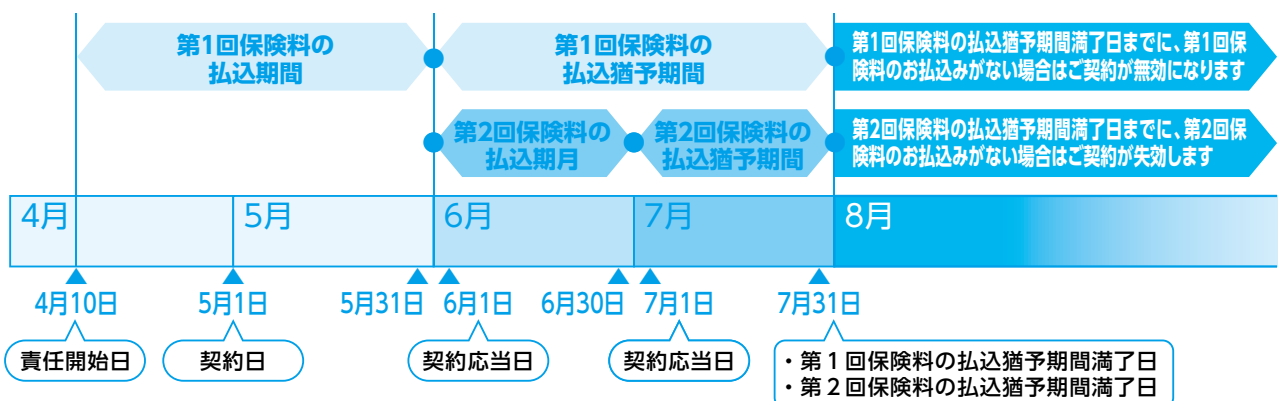 第1回保険料の
払込期間
第1回保険料の
払込猶予期間
第1回保険料の払込猶予期間満了日までに、第1回保
険料のお払込みがない場合はご契約が無効になります
第2回保険料の
払込期月
第2回保険料の
払込猶予期間
第2回保険料の払込猶予期間満了日までに、第2回保
険料のお払込みがない場合はご契約が失効します
4月
5月
6月
7月
8月
4月10日
5月1日
5月31日
6月1日
6月30日
7月1日
7月31日
責任開始日
契約日
契約応当日
契約応当日
・第1回保険料の払込猶予期間満了日
・第2回保険料の払込猶予期間満了日